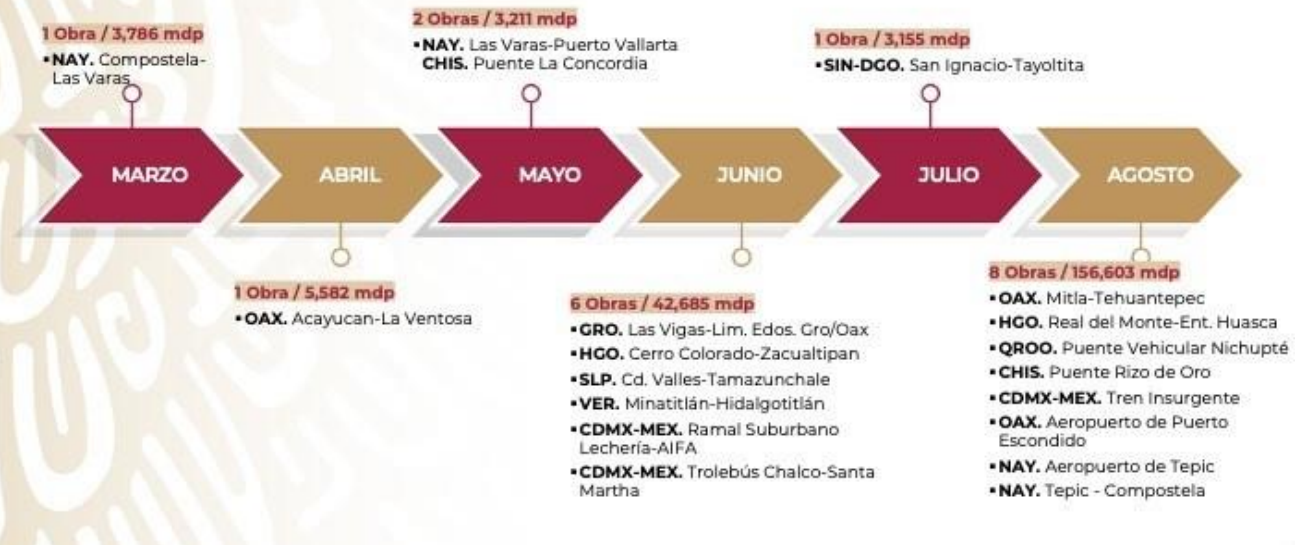 1 Obra / 3,786 mdp
▪NAY. Compostela-
Las Varas
2 Obras / 3,211 mdp
▪NAY. Las Varas-Puerto Vallarta
CHIS. Puente La Concordia
1 Obra / 3,155 mdp
▪SIN-DGO. San Ignacio-Tayoltita
MARZO
ABRIL
MAYO
JUNIO
JULIO
AGOSTO
1 Obra / 5,582 mdp
▪OAX. Acayucan-La Ventosa
6 Obras / 42,685 mdp
▪GRO. Las Vigas-Lim. Edos. Gro/Oax
▪HGO. Cerro Colorado-Zacualtipan
▪SLP. Cd. Valles-Tamazunchale
▪VER. Minatitlán-Hidalgotitlán
▪CDMX-MEX. Ramal Suburbano
Lechería-AIFA
▪CDMX-MEX. Trolebús Chalco-Santa
Martha
8 Obras / 156,603 mdp
▪OAX. Mitla-Tehuantepec
▪HGO. Real del Monte-Ent. Huasca
▪QROO. Puente Vehicular Nichupté
▪CHIS. Puente Rizo de Oro
▪CDMX-MEX. Tren Insurgente
▪OAX. Aeropuerto de Puerto
Escondido
▪NAY. Aeropuerto de Tepic
▪NAY. Tepic - Compostela